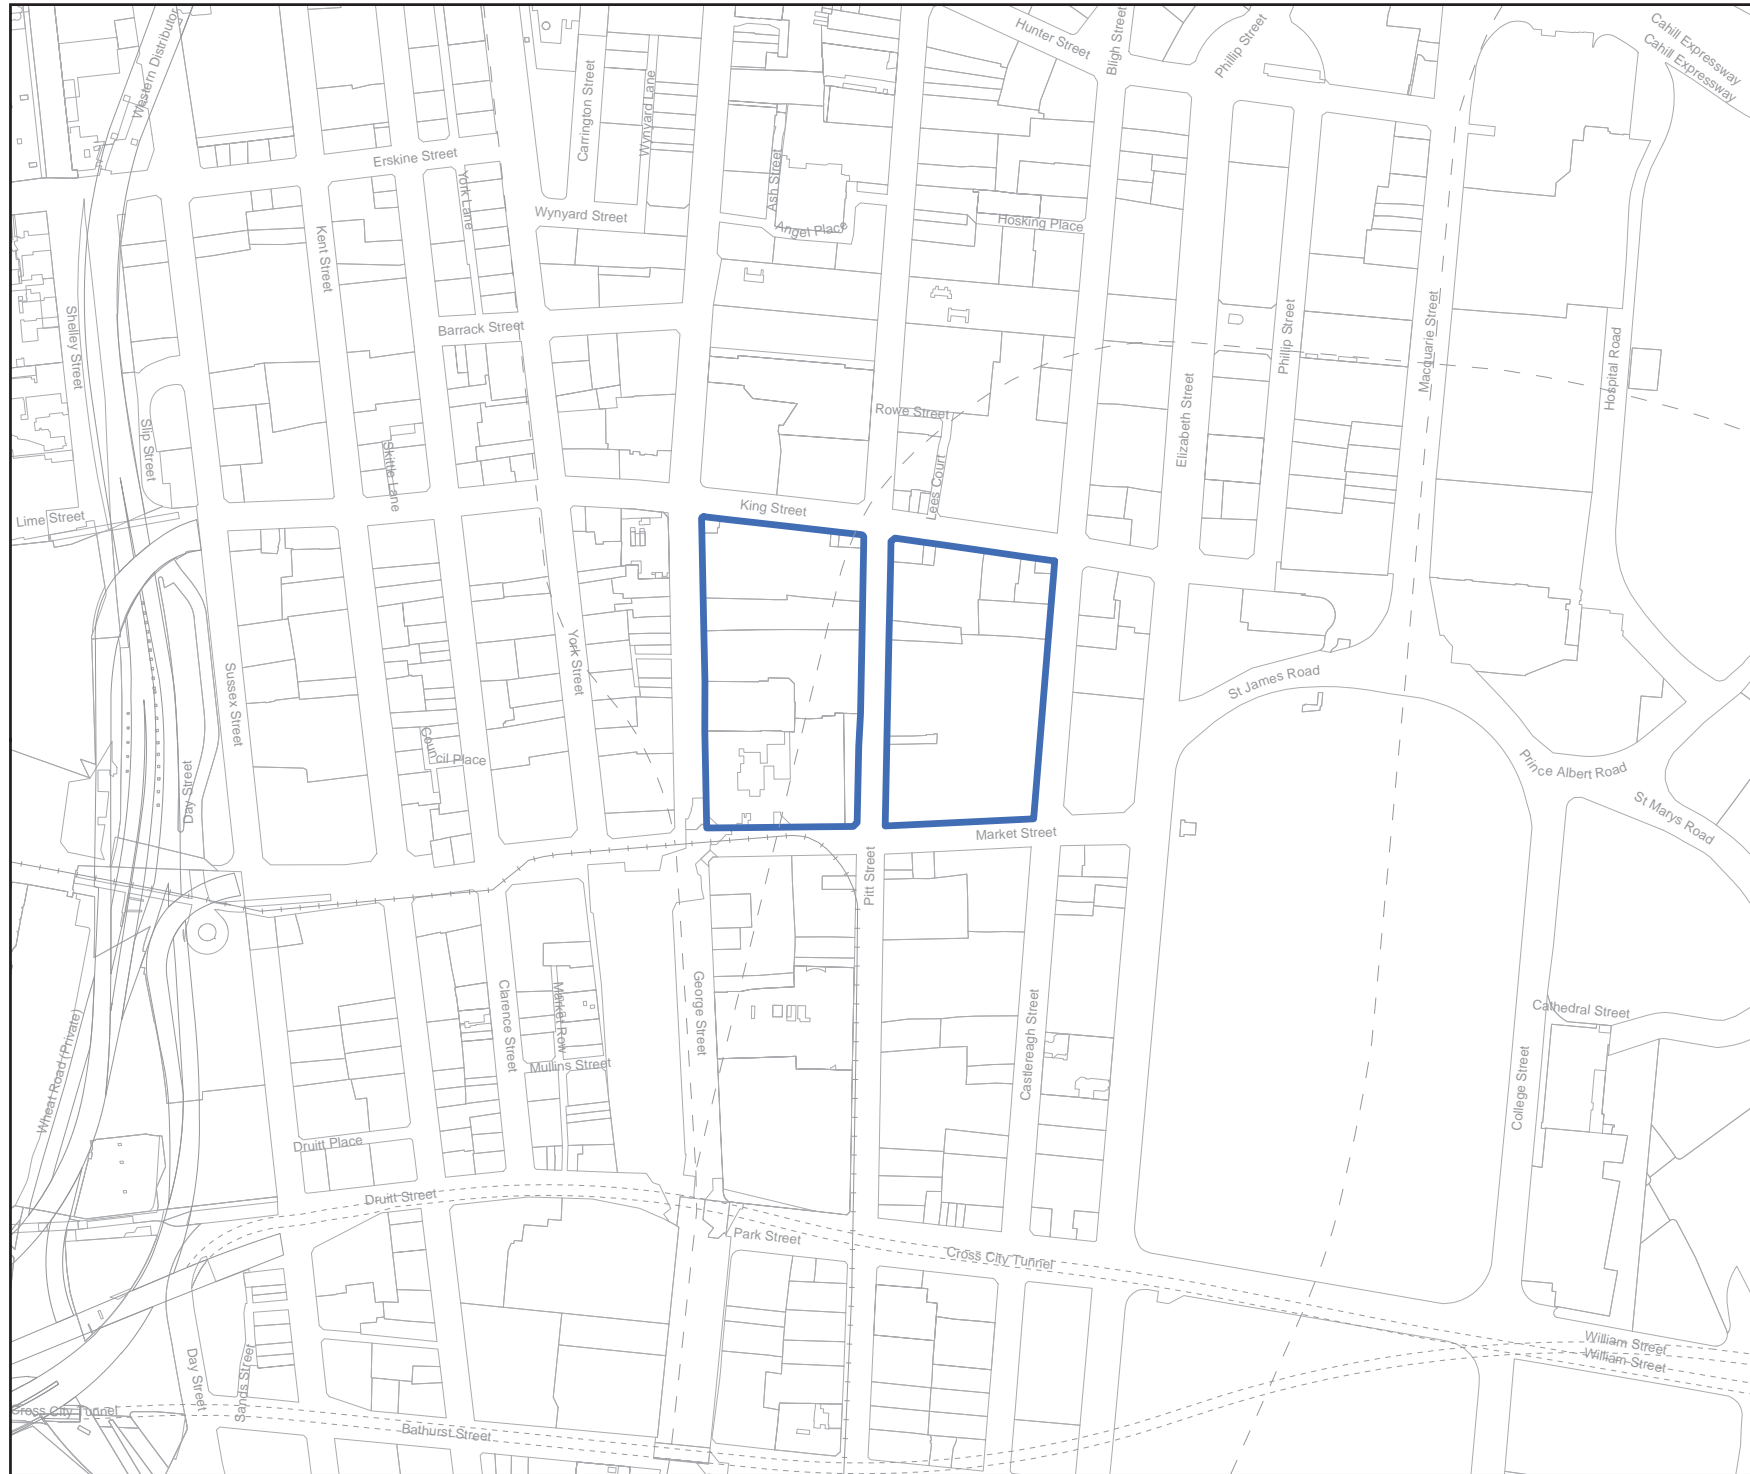 Western Distributor
Hunter Street
Bligh Street
Phillip Street
Cahill Expressway
Cahill Expressway
Carrington Street
Wynyard Lane
Erskine Street
York Lane
Ash Street
Wynyard Street
Angel Place
Hosking Place
Kent Street
Shelley Street
Barrack Street
Phillip Street
Macquarie Street
Hospital Road
Elizabeth Street
Rowe Street
Slip Street
Skittle Lane
Lees Court
Lime Street
King Street
Sussex Street
York Street
St James Road
Council Place
Day Street
Prince Albert Road
St Marys Road
Market Street
Pitt Street
George Street
Clarence Street
Market Row
Castlereagh Street
Cathedral Street
College Street
Wheat Road (Private)
Mullins Street
Druitt Place
Druitt Street
Park Street
Cross City Tunnel
William Street
William Street
Day Street
Sands Street
Cross City Tunnel
Bathurst Street